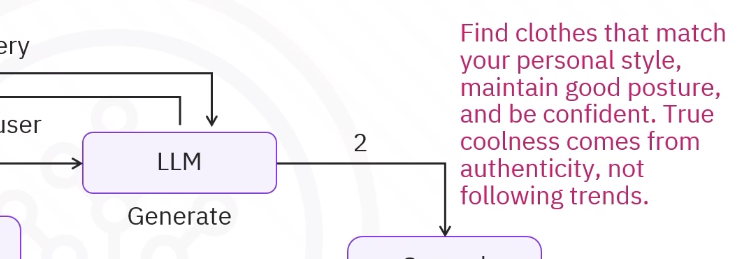 Find clothes that match
your personal style,
maintain good posture,
and be confident. True
coolness comes from
authenticity, not
following trends.
user
2
LLM
Generate